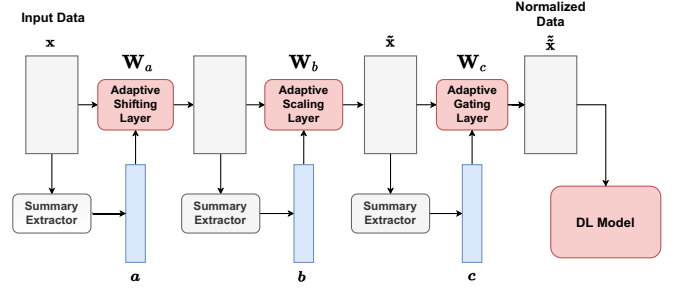 Input Data
Normalized
Data
x
W_a
W_b
x̃
W_c
x̃̃
Adaptive
Shifting
Layer
Adaptive
Scaling
Layer
Adaptive
Gating
Layer
Summary
Extractor
Summary
Extractor
Summary
Extractor
DL Model
a
b
c